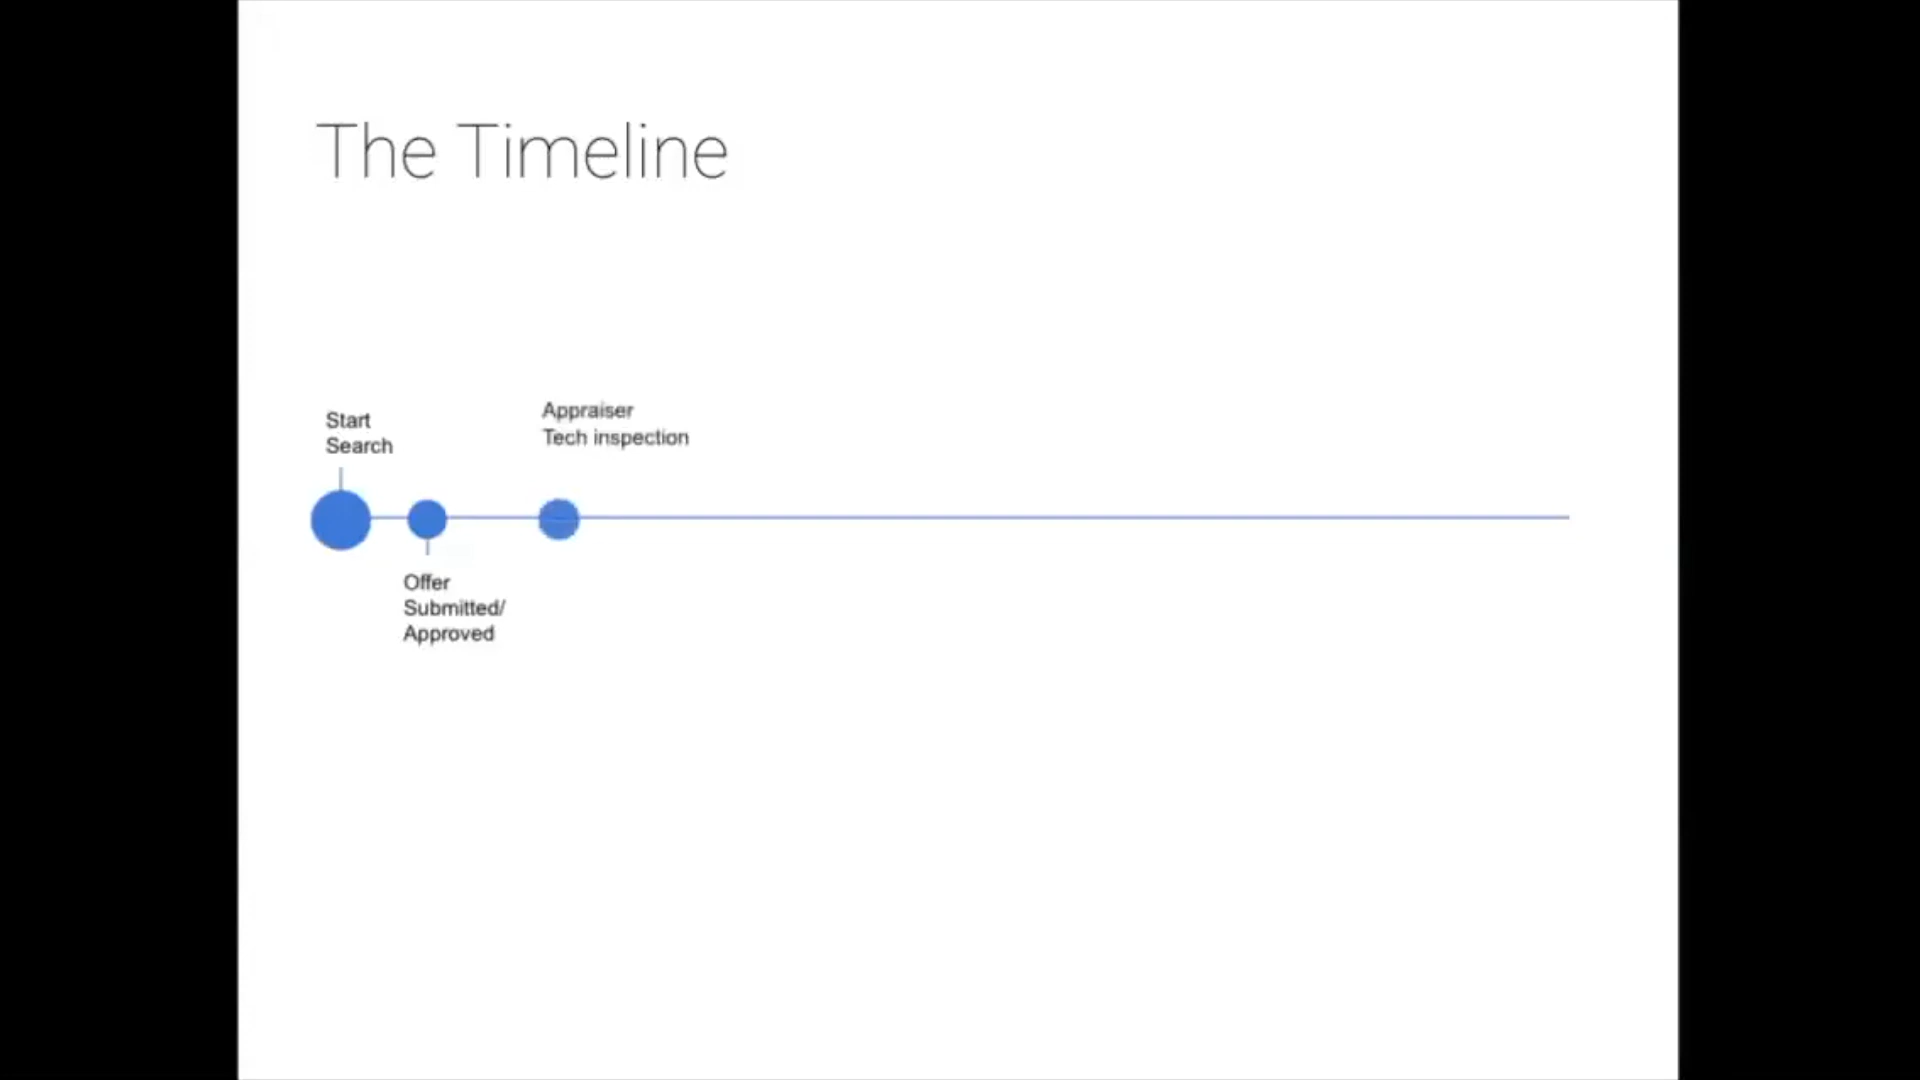 The Timeline
Start
Search
Appraiser
Tech inspection
Offer
Submitted/
Approved